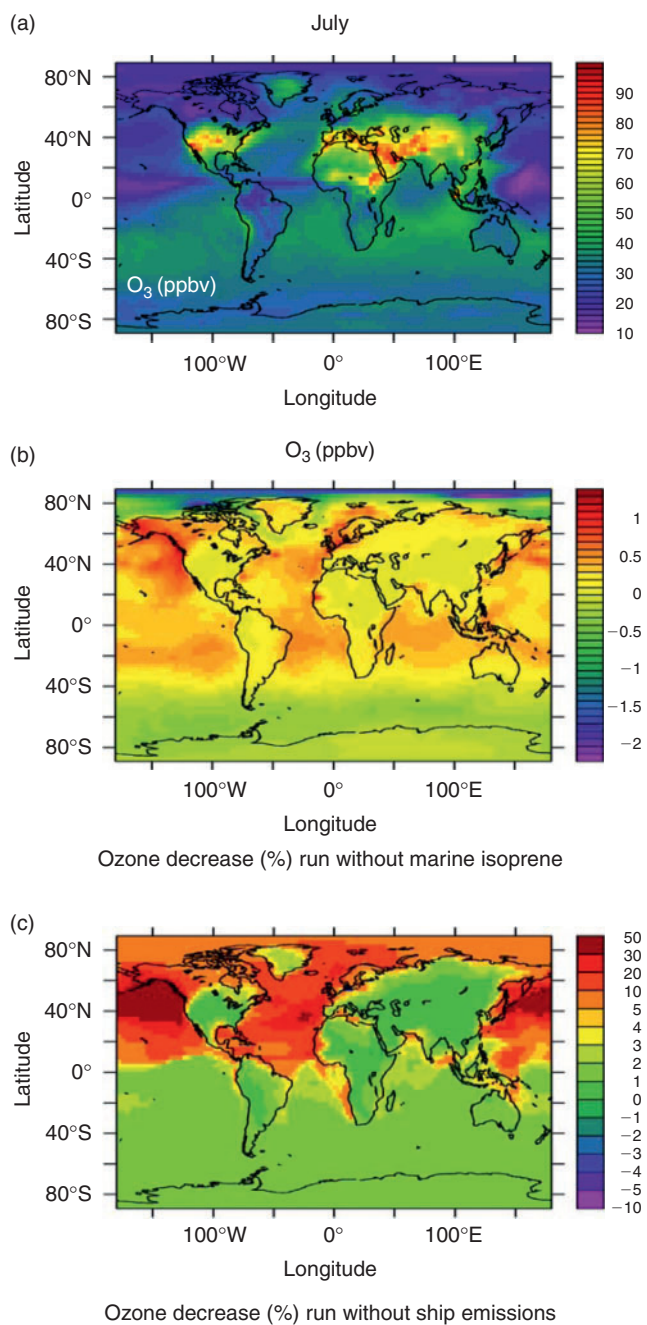 (a)
July
80°N
40°N
0°
40°S
80°S
Latitude
O₃ (ppbv)
100°W 0° 100°E
Longitude
90
80
70
60
50
40
30
20
10
(b)
O₃ (ppbv)
80°N
40°N
0°
40°S
80°S
Latitude
100°W 0° 100°E
Longitude
1
0.5
0
−0.5
−1
−1.5
−2
Ozone decrease (%) run without marine isoprene
(c)
80°N
40°N
0°
40°S
80°S
Latitude
100°W 0° 100°E
Longitude
50
30
20
10
5
4
3
2
1
0
−1
−2
−3
−4
−5
−10
Ozone decrease (%) run without ship emissions